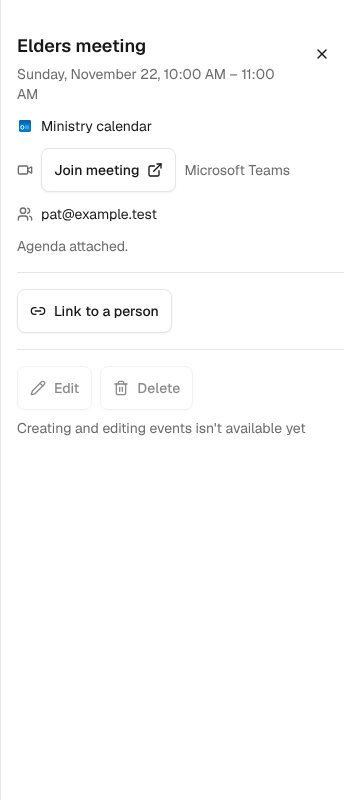 Elders meeting
Sunday, November 22, 10:00 AM – 11:00
AM
Ministry calendar
Join meeting Microsoft Teams
pat@example.test
Agenda attached.
Link to a person
Edit Delete
Creating and editing events isn't available yet